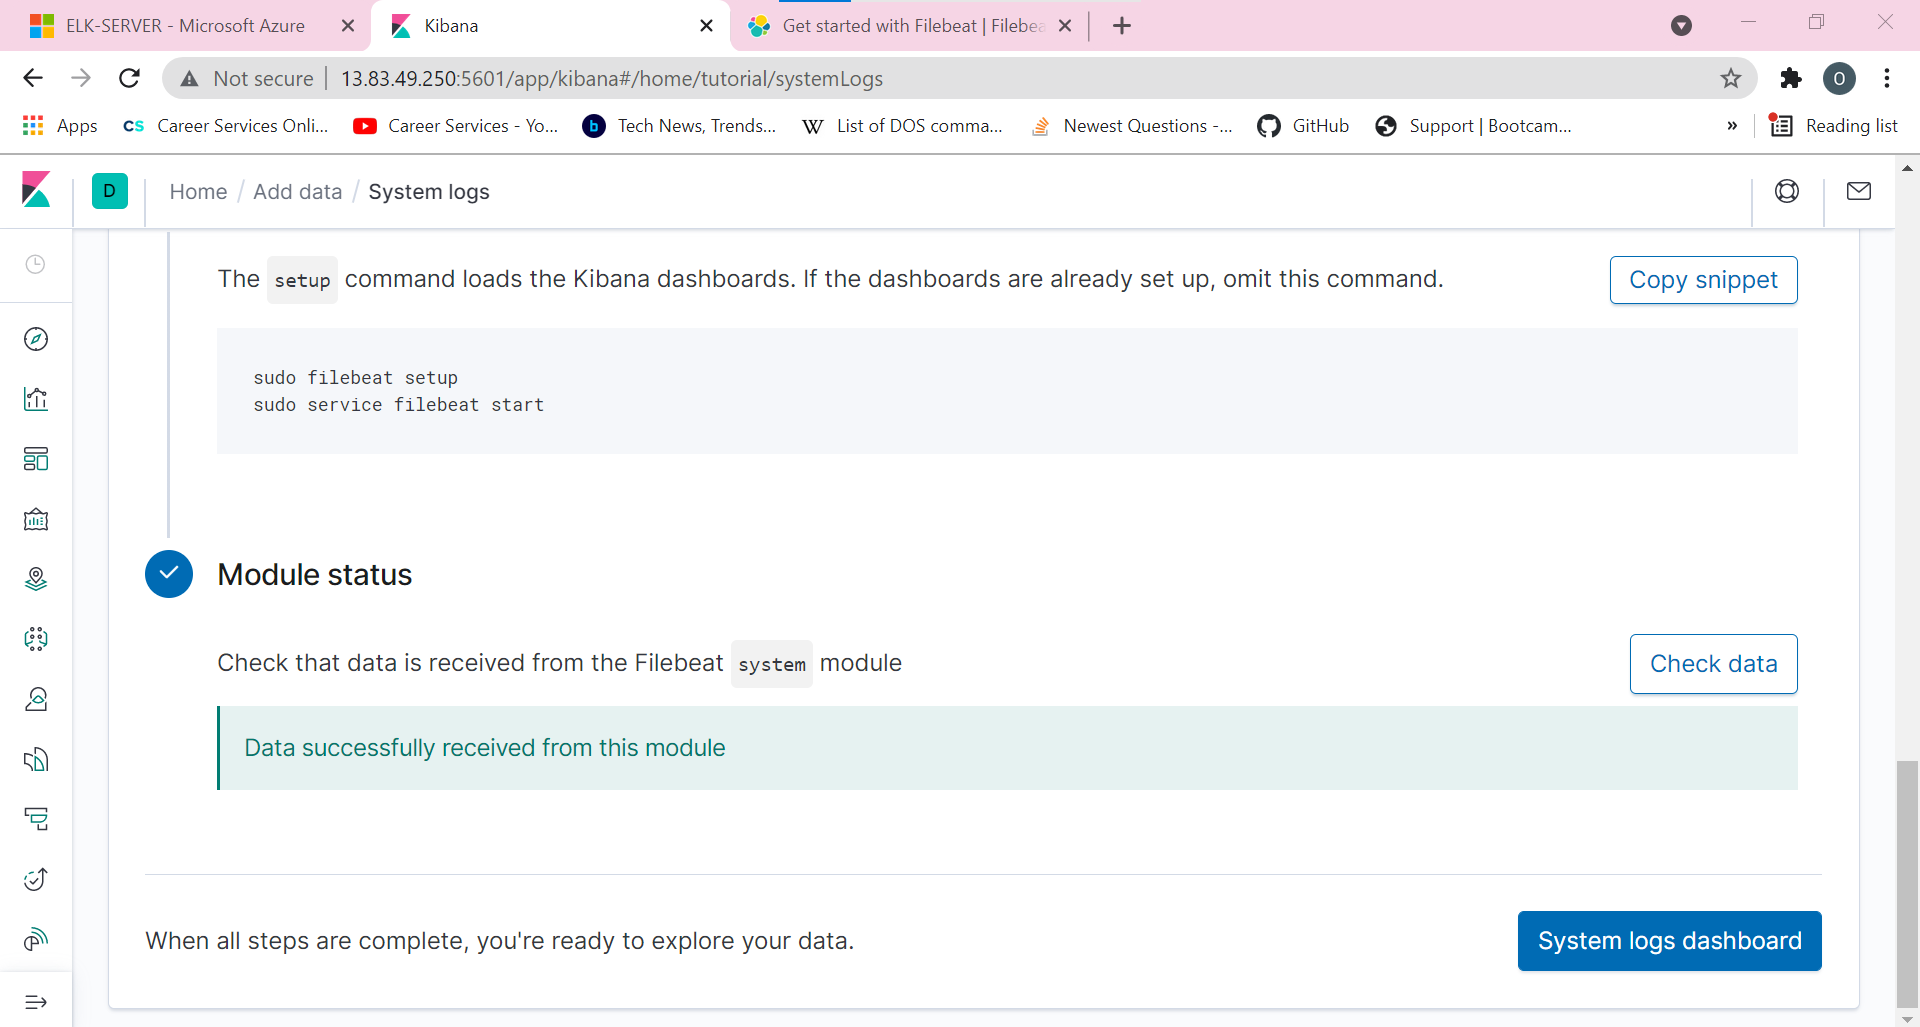 ELK-SERVER - Microsoft Azure
Kibana
Get started with Filebeat | Filebea
Not secure
13.83.49.250:5601/app/kibana#/home/tutorial/systemLogs
O
Apps
cs Career Services Onli...
Career Services - Yo...
b Tech News, Trends...
W List of DOS comma...
Newest Questions -...
GitHub
Support | Bootcam...
»
Reading list
D
Home / Add data / System logs
The setup command loads the Kibana dashboards. If the dashboards are already set up, omit this command.
Copy snippet
sudo filebeat setup
sudo service filebeat start
Module status
Check that data is received from the Filebeat system module
Check data
Data successfully received from this module
When all steps are complete, you're ready to explore your data.
System logs dashboard